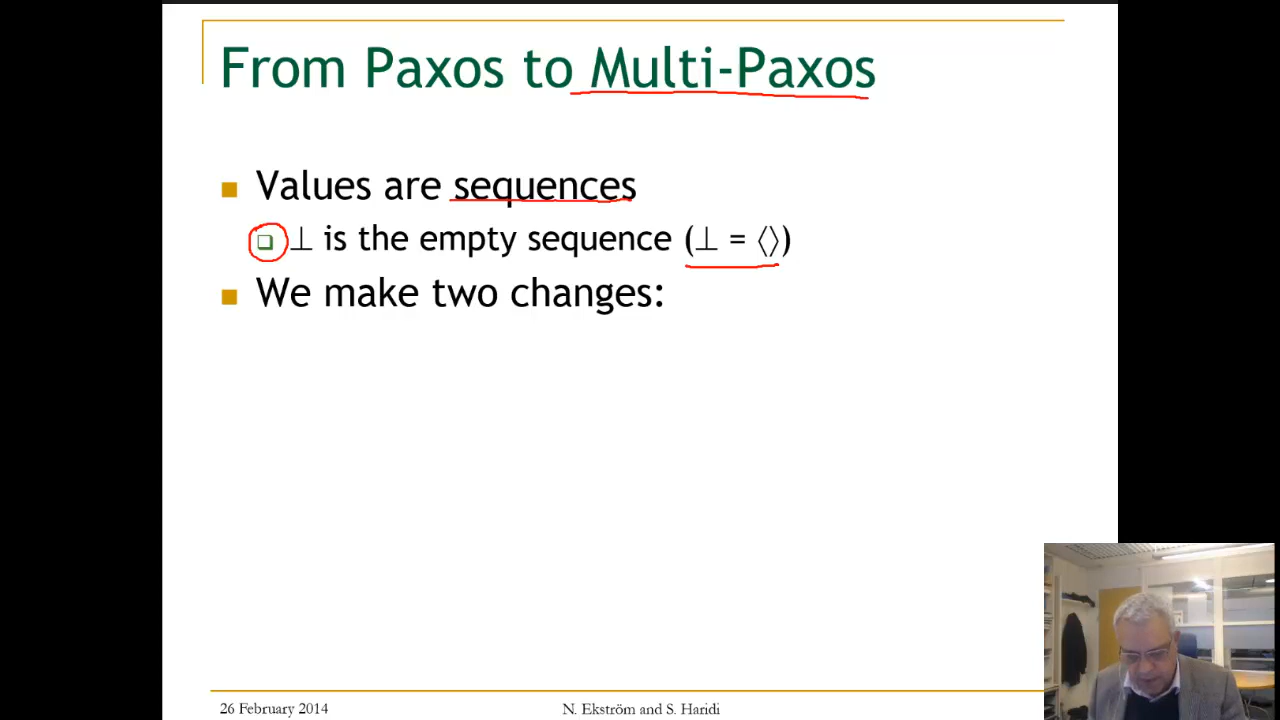 From Paxos to Multi-Paxos
Values are sequences
⊥ is the empty sequence (⊥ = ⟨⟩)
We make two changes:
26 February 2014
N. Ekström and S. Haridi